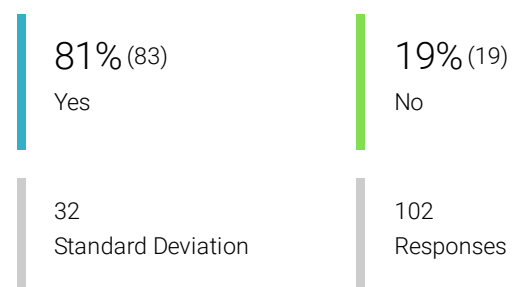 81% (83)
Yes
19% (19)
No
32
Standard Deviation
102
Responses